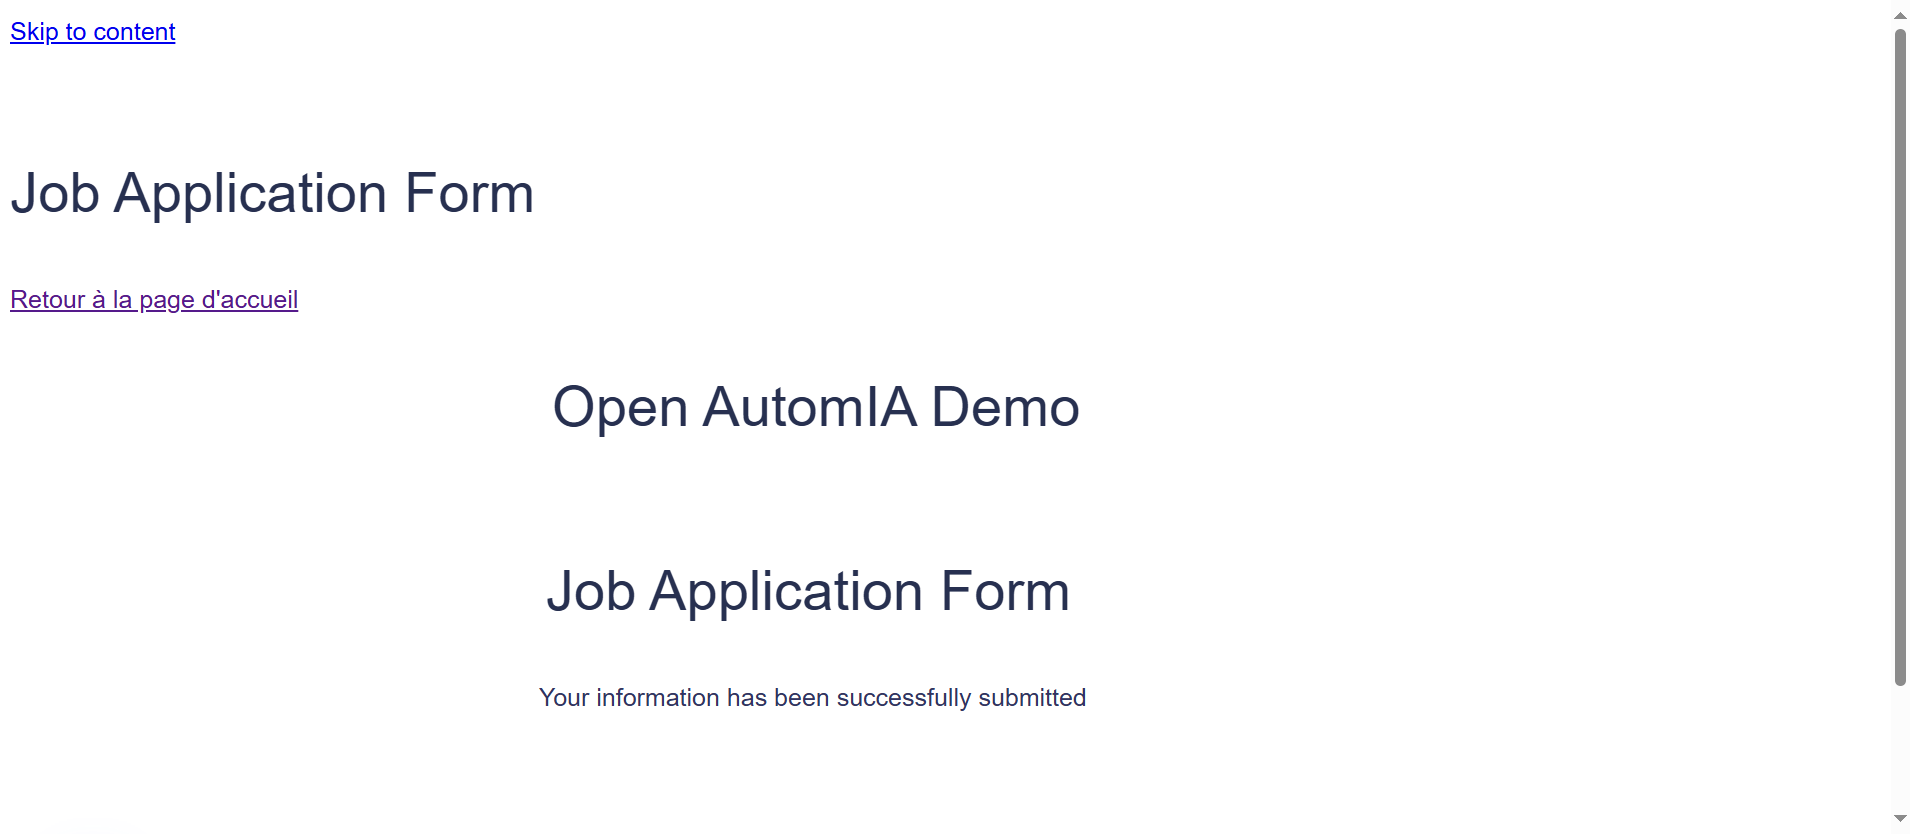 Skip to content
Job Application Form
Retour à la page d'accueil
Open AutomIA Demo
Job Application Form
Your information has been successfully submitted